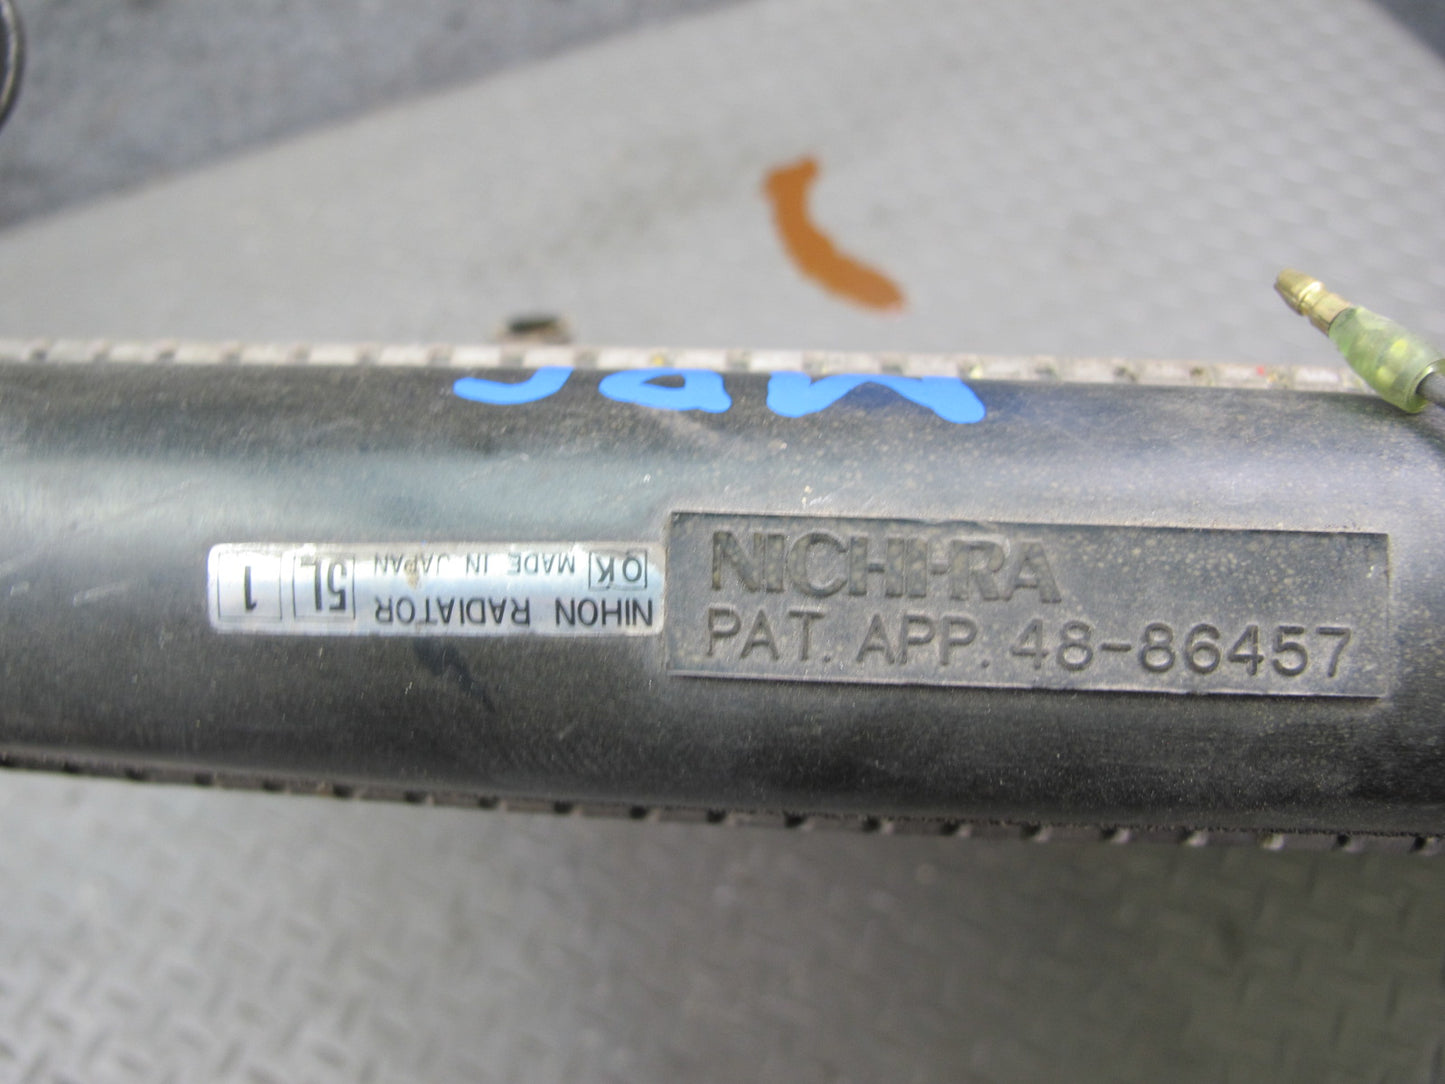 NICHI-RA
PAT. APP. 48-86457
NIHON RADIATOR 5L 1
OK MADE IN JAPAN